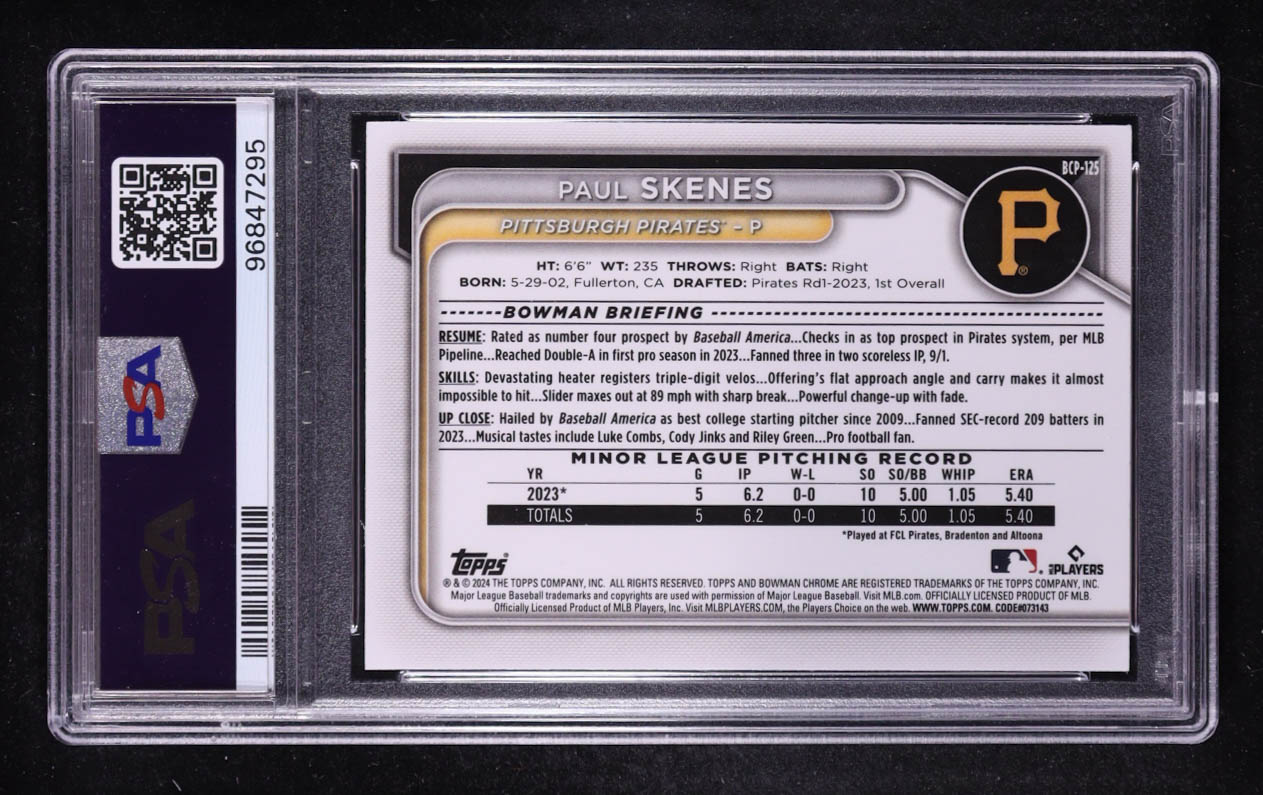 96847295
PSA
PSA
PSA
BCP-125
PAUL SKENES
PITTSBURGH PIRATES™ – P
P®
HT: 6'6" WT: 235 THROWS: Right BATS: Right
BORN: 5-29-02, Fullerton, CA DRAFTED: Pirates Rd1-2023, 1st Overall
BOWMAN BRIEFING
RESUME: Rated as number four prospect by Baseball America...Checks in as top prospect in Pirates system, per MLB
Pipeline...Reached Double-A in first pro season in 2023...Fanned three in two scoreless IP, 9/1.
SKILLS: Devastating heater registers triple-digit velos...Offering's flat approach angle and carry makes it almost
impossible to hit...Slider maxes out at 89 mph with sharp break...Powerful change-up with fade.
UP CLOSE: Hailed by Baseball America as best college starting pitcher since 2009...Fanned SEC-record 209 batters in
2023...Musical tastes include Luke Combs, Cody Jinks and Riley Green...Pro football fan.
MINOR LEAGUE PITCHING RECORD
YR G IP W-L SO SO/BB WHIP ERA
2023* 5 6.2 0-0 10 5.00 1.05 5.40
TOTALS 5 6.2 0-0 10 5.00 1.05 5.40
*Played at FCL Pirates, Bradenton and Altoona
Topps®
MLB PLAYERS
® & © 2024 THE TOPPS COMPANY, INC. ALL RIGHTS RESERVED. TOPPS AND BOWMAN CHROME ARE REGISTERED TRADEMARKS OF THE TOPPS COMPANY, INC.
Major League Baseball trademarks and copyrights are used with permission of Major League Baseball. Visit MLB.com. OFFICIALLY LICENSED PRODUCT OF MLB.
Officially Licensed Product of MLB Players, Inc. Visit MLBPLAYERS.COM, the Players Choice on the web. WWW.TOPPS.COM. CODE#073143